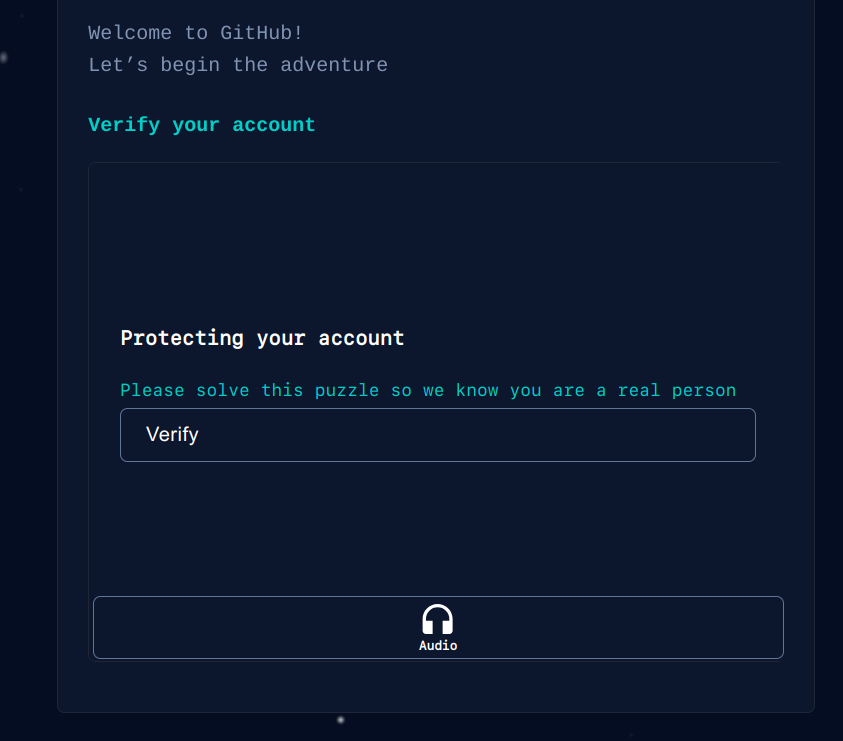 Welcome to GitHub!
Let’s begin the adventure
Verify your account
Protecting your account
Please solve this puzzle so we know you are a real person
Verify
Audio